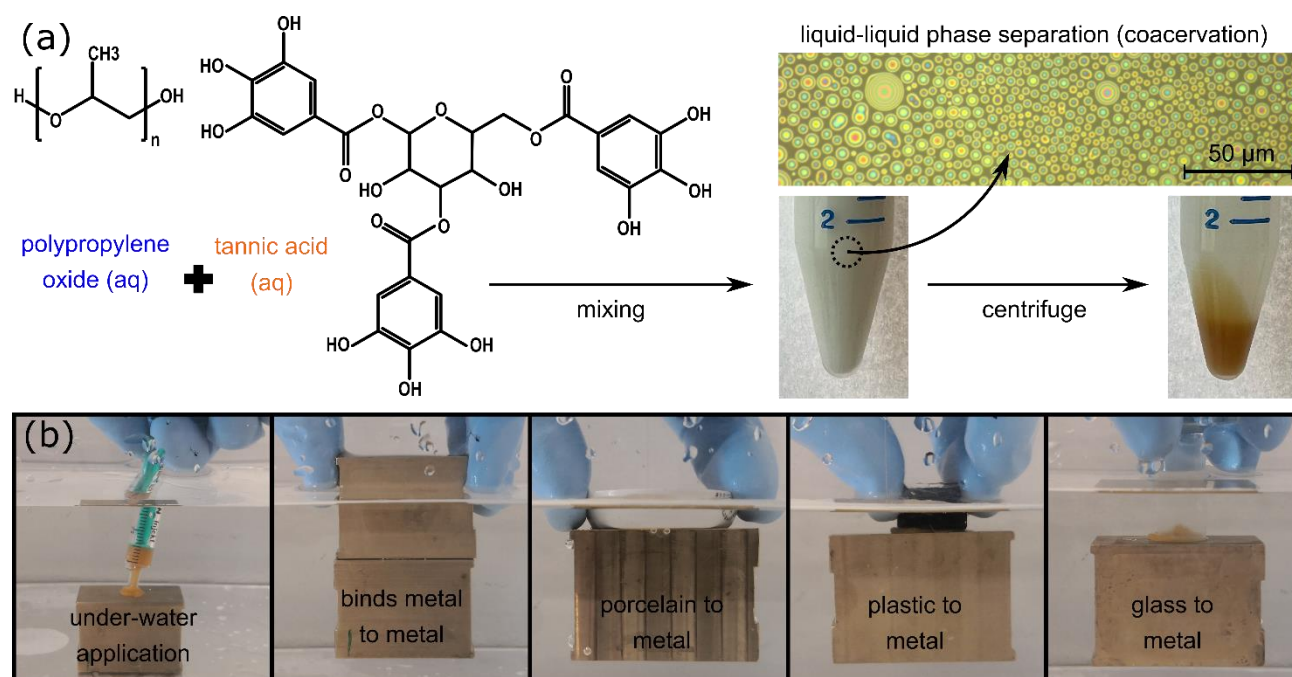 (a)
CH3
H
OH
O
n
OH
HO
HO
O
O
O
O
HO
OH
O
O
OH
OH
OH
O
O
HO
OH
OH
polypropylene
oxide (aq)
tannic acid
(aq)
mixing
liquid-liquid phase separation (coacervation)
50 µm
2
centrifuge
2
(b)
under-water
application
binds metal
to metal
porcelain to
metal
plastic to
metal
glass to
metal